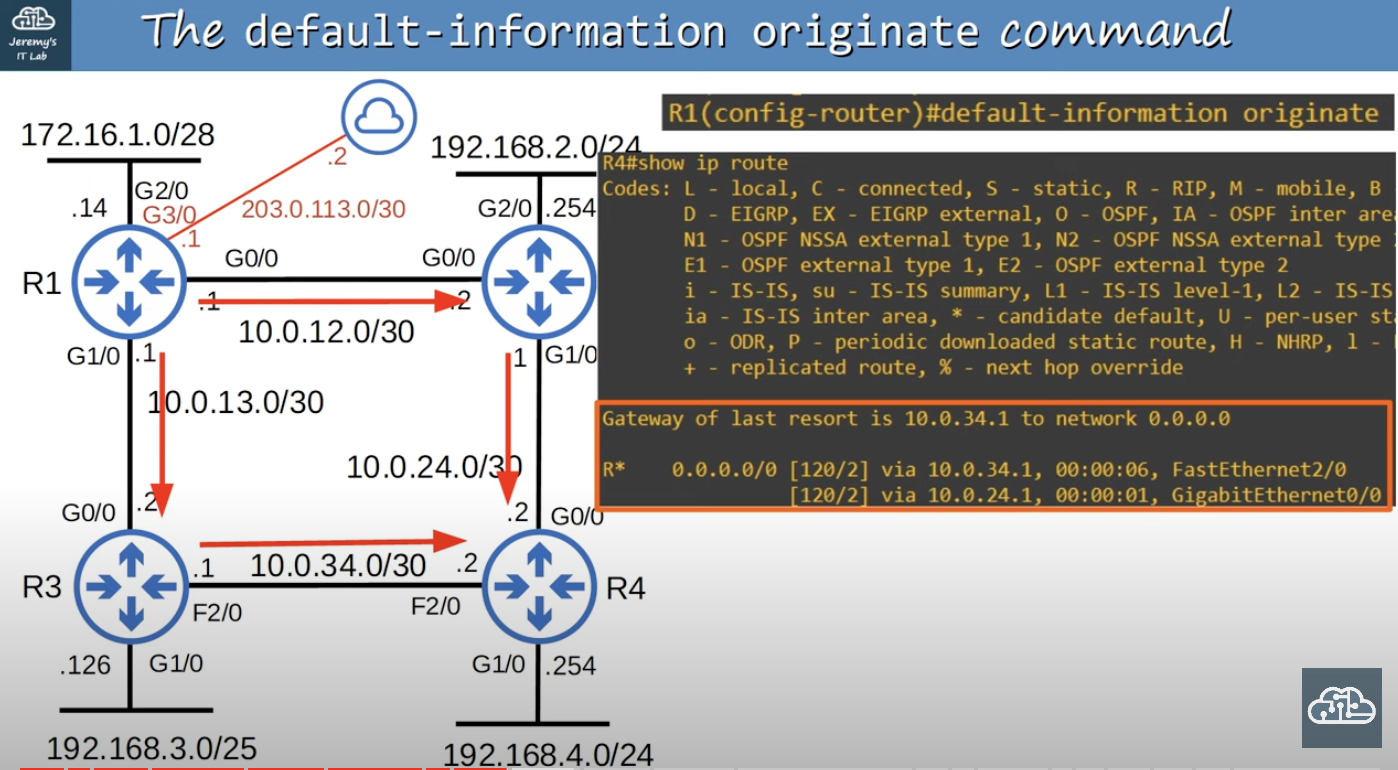 Jeremy's
IT Lab
The default-information originate command
R1(config-router)#default-information originate
172.16.1.0/28
.2
192.168.2.0/24
.14
G2/0
G3/0
.1
203.0.113.0/30
G2/0
.254
R1
G0/0
G0/0
.1
.2
10.0.12.0/30
G1/0
.1
1
G1/0
10.0.13.0/30
10.0.24.0/30
G0/0
.2
.2
G0/0
R3
.1
10.0.34.0/30
.2
R4
F2/0
F2/0
.126
G1/0
G1/0
.254
192.168.3.0/25
192.168.4.0/24
R4#show ip route
Codes: L - local, C - connected, S - static, R - RIP, M - mobile, B
D - EIGRP, EX - EIGRP external, O - OSPF, IA - OSPF inter area
N1 - OSPF NSSA external type 1, N2 - OSPF NSSA external type
E1 - OSPF external type 1, E2 - OSPF external type 2
i - IS-IS, su - IS-IS summary, L1 - IS-IS level-1, L2 - IS-IS
ia - IS-IS inter area, * - candidate default, U - per-user sta
o - ODR, P - periodic downloaded static route, H - NHRP, l -
+ - replicated route, % - next hop override
Gateway of last resort is 10.0.34.1 to network 0.0.0.0
R* 0.0.0.0/0 [120/2] via 10.0.34.1, 00:00:06, FastEthernet2/0
[120/2] via 10.0.24.1, 00:00:01, GigabitEthernet0/0